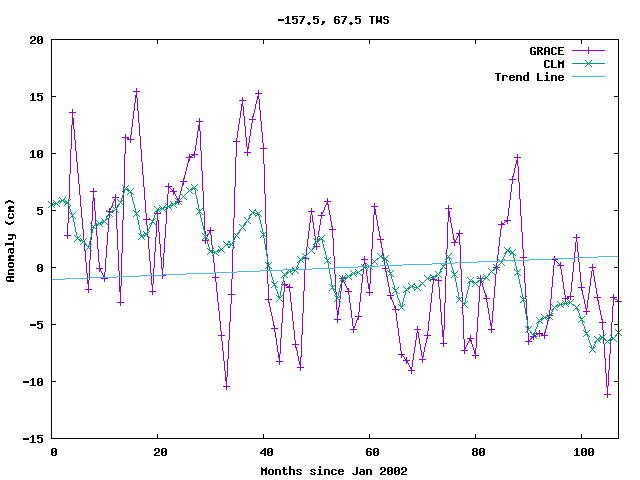 -157.5, 67.5 TWS
GRACE
CLM
Trend Line
20
15
10
5
0
-5
-10
-15
Anomaly (cm)
0 20 40 60 80 100
Months since Jan 2002